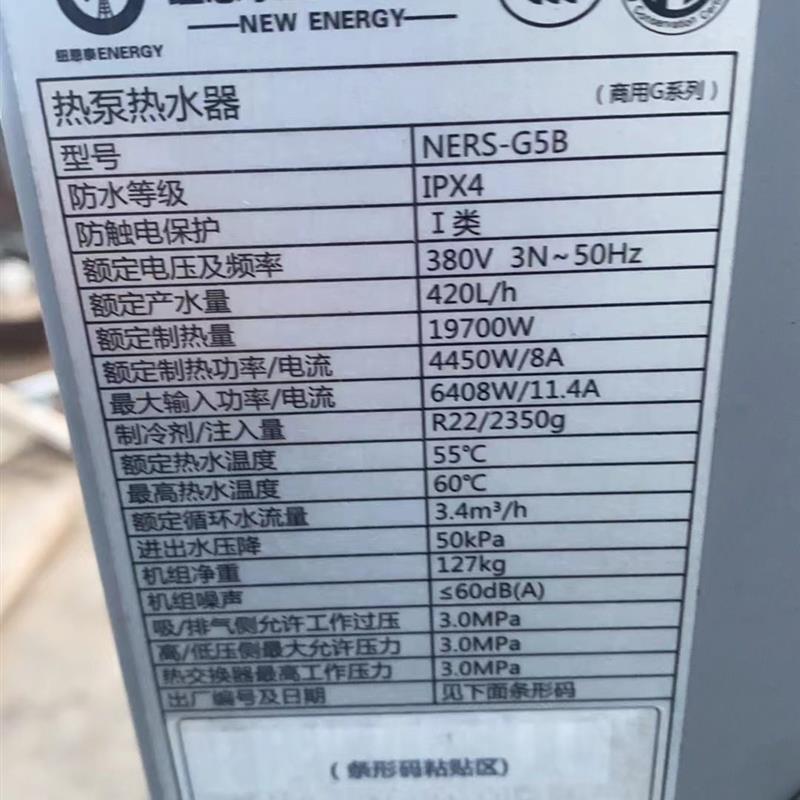 NEW ENERGY
纽恩泰ENERGY
热泵热水器 (商用G系列)
型号 NERS-G5B
防水等级 IPX4
防触电保护 I 类
额定电压及频率 380V 3N~50Hz
额定产水量 420L/h
额定制热量 19700W
额定制热功率/电流 4450W/8A
最大输入功率/电流 6408W/11.4A
制冷剂/注入量 R22/2350g
额定热水温度 55℃
最高热水温度 60℃
额定循环水流量 3.4m³/h
进出水压降 50kPa
机组净重 127kg
机组噪声 ≤60dB(A)
吸/排气侧允许工作过压 3.0MPa
高/低压侧最大允许压力 3.0MPa
热交换器最高工作压力 3.0MPa
出厂编号及日期 见下面条形码
(条形码粘贴区)